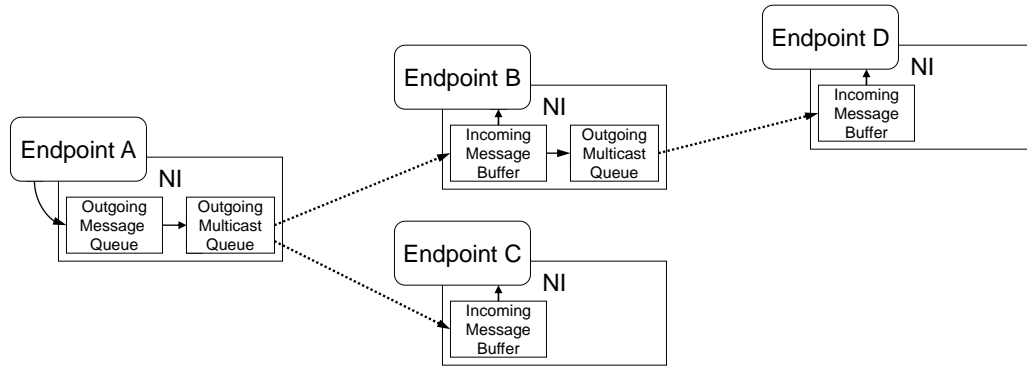 Endpoint A
NI
Outgoing
Message
Queue
Outgoing
Multicast
Queue
Endpoint B
NI
Incoming
Message
Buffer
Outgoing
Multicast
Queue
Endpoint C
NI
Incoming
Message
Buffer
Endpoint D
NI
Incoming
Message
Buffer